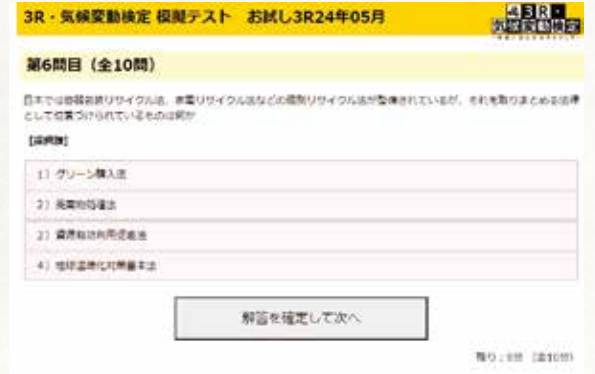 3R・気候変動検定 模擬テスト お試し3R24年05月
3R・
気候変動検定
第6問目（全10問）
日本では容器包装リサイクル法、家電リサイクル法などの個別リサイクル法が整備されているが、それを取りまとめる法律
として位置づけられているものは何か
【選択肢】
1）グリーン購入法
2）廃棄物処理法
3）資源有効利用促進法
4）地球温暖化対策基本法
解答を確定して次へ
残り：